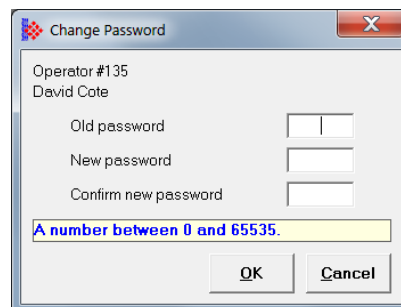 Change Password
X
Operator #135
David Cote
Old password
New password
Confirm new password
A number between 0 and 65535.
OK Cancel